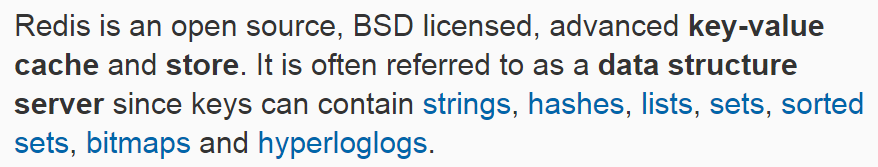 Redis is an open source, BSD licensed, advanced key-value
cache and store. It is often referred to as a data structure
server since keys can contain strings, hashes, lists, sets, sorted
sets, bitmaps and hyperloglogs.